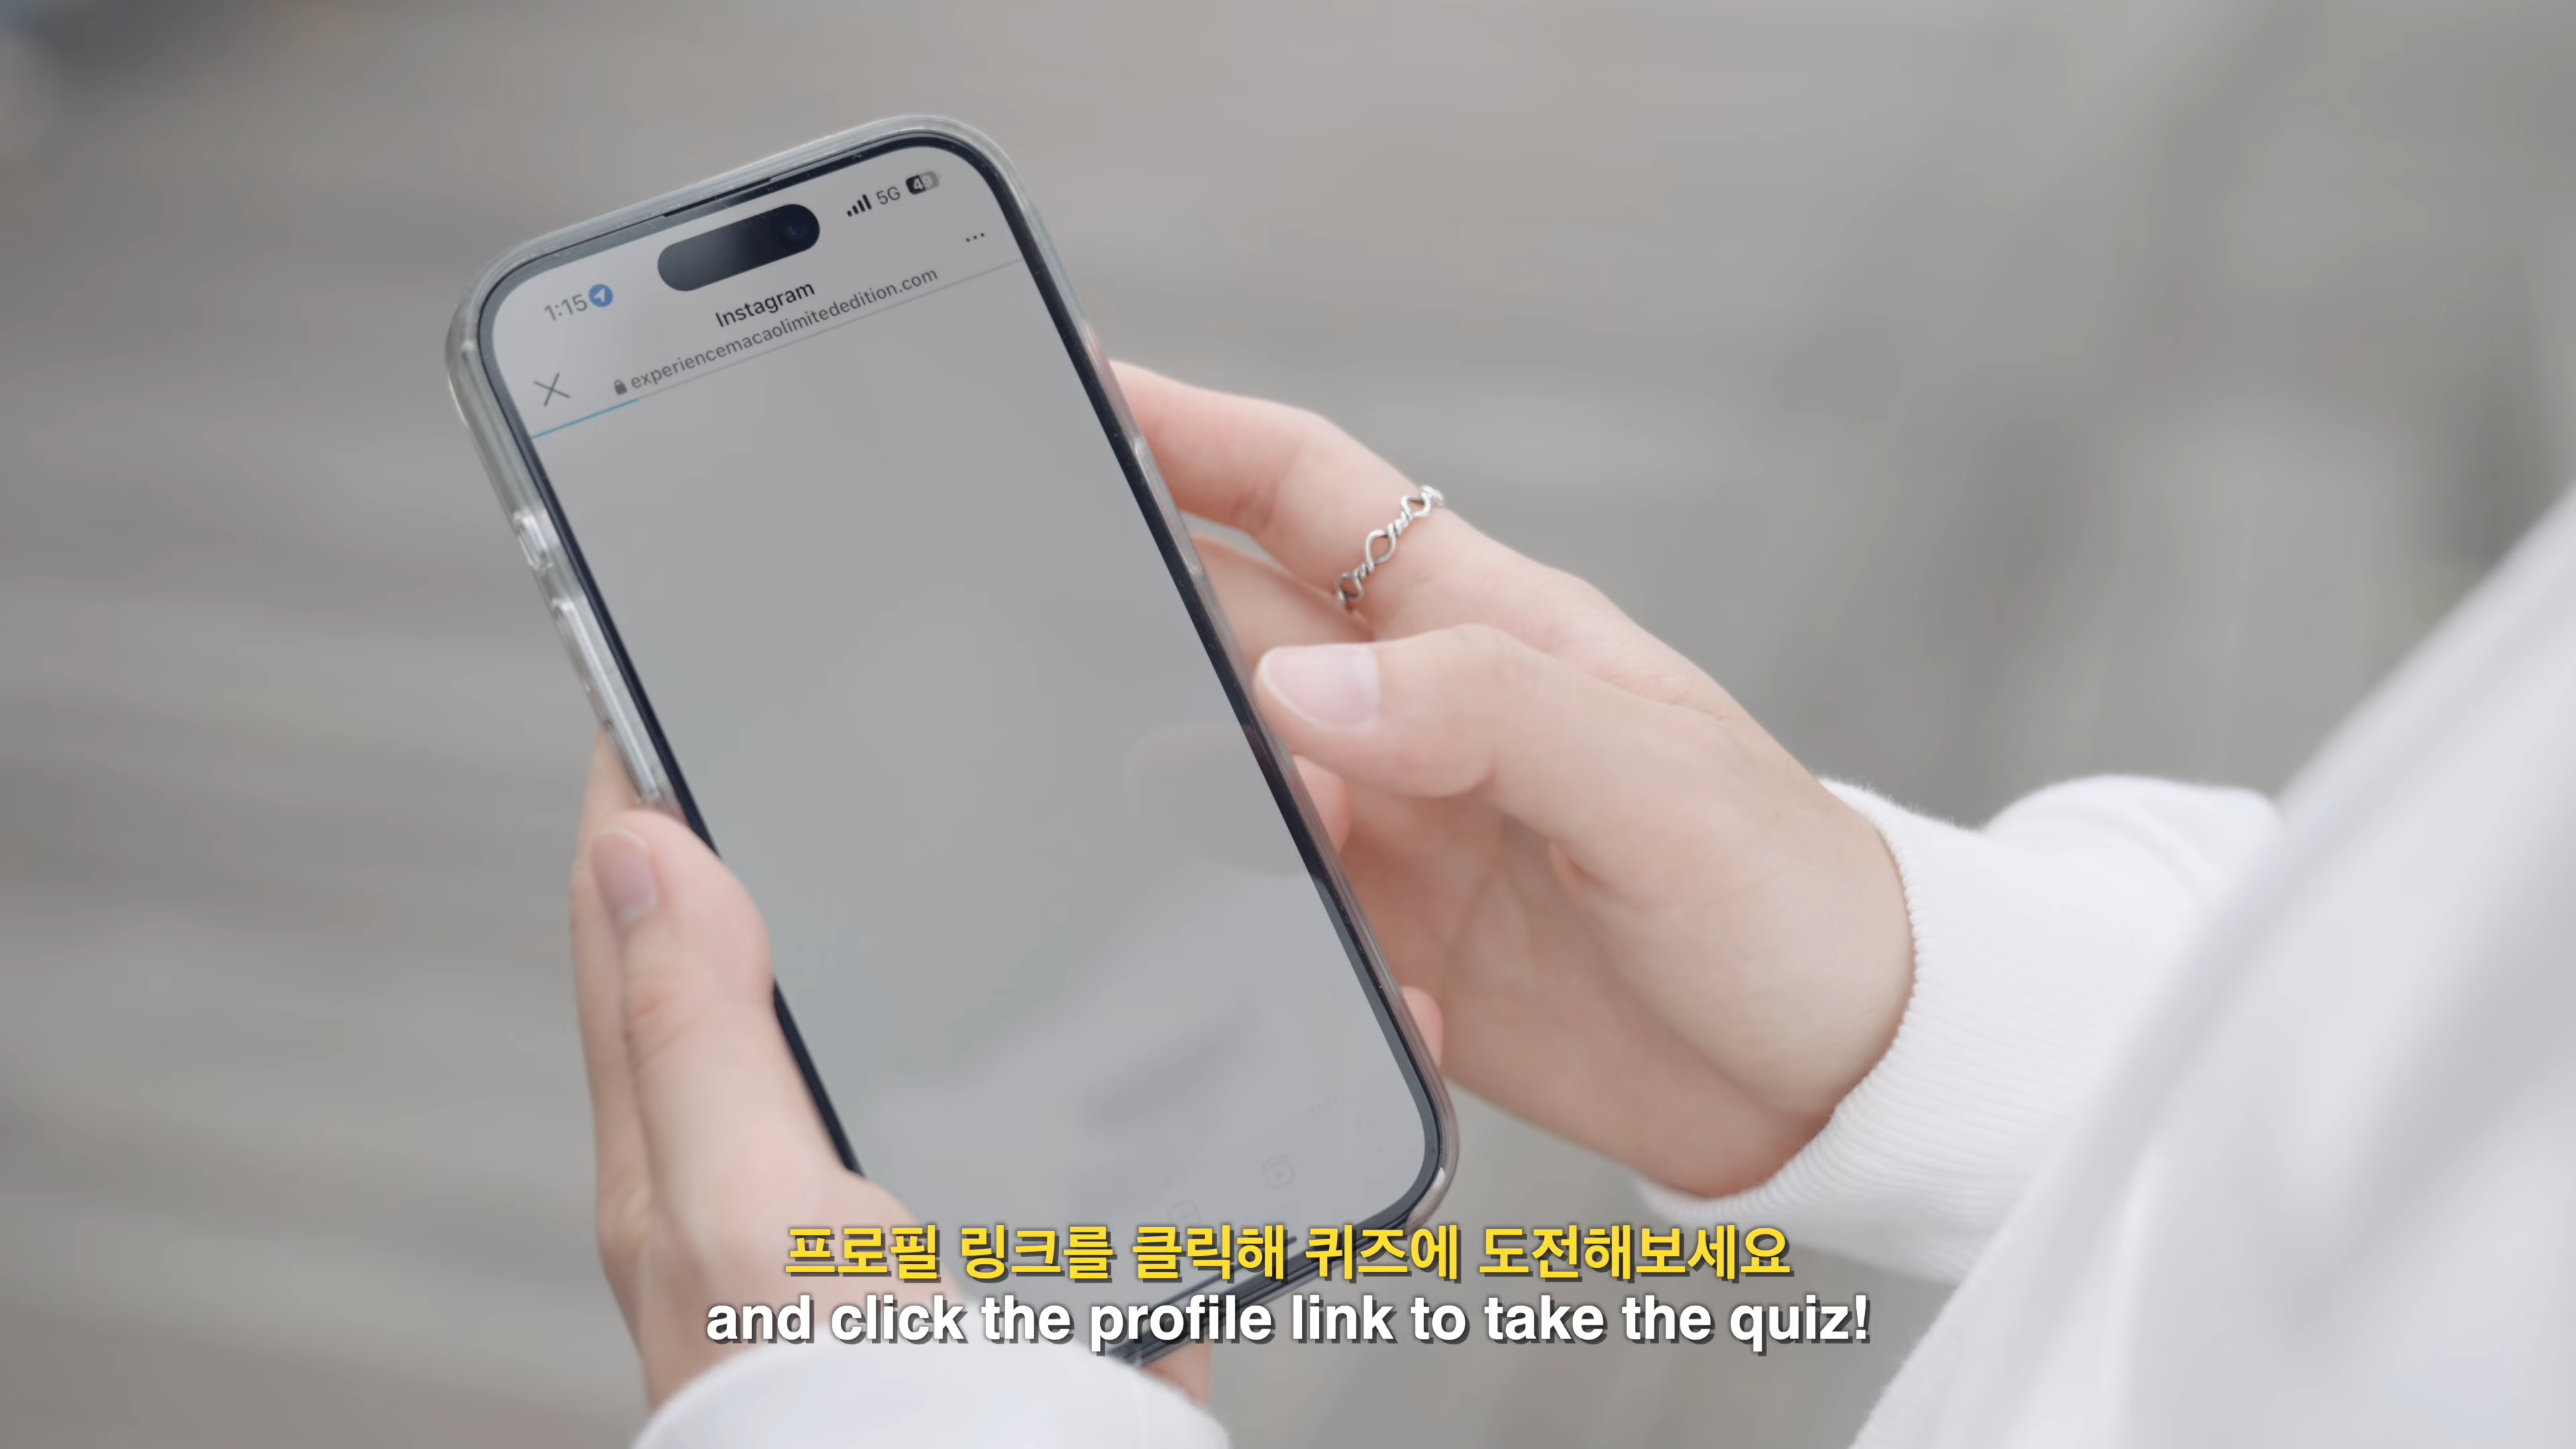 1:15
5G 49
Instagram
experiencemacaolimitededition.com
프로필 링크를 클릭해 퀴즈에 도전해보세요
and click the profile link to take the quiz!